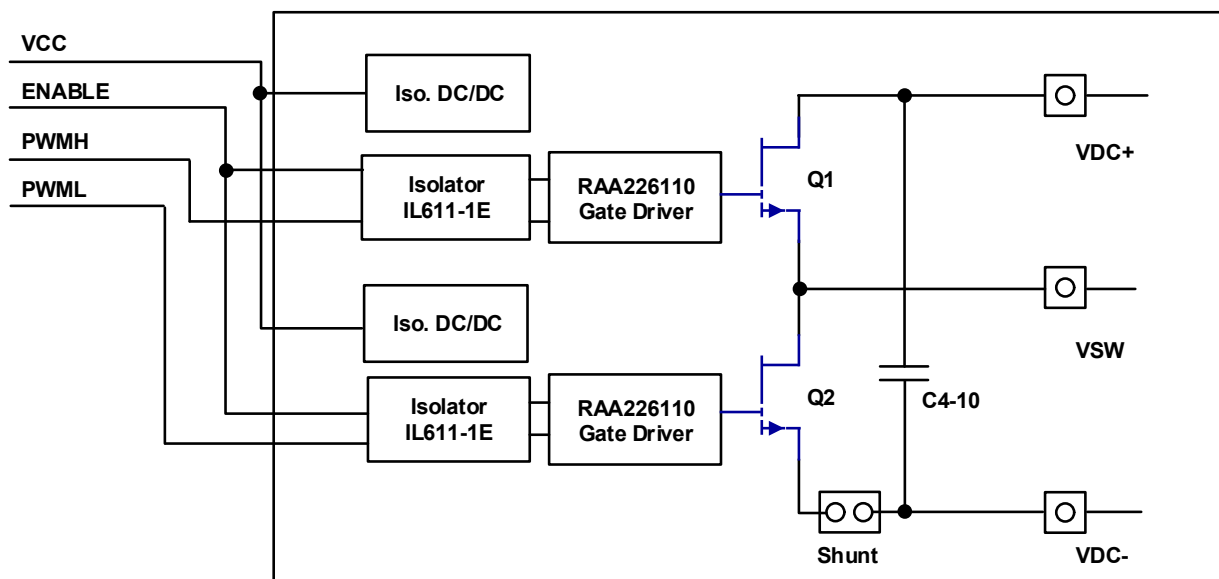 VCC
ENABLE
PWMH
PWML
Iso. DC/DC
Isolator
IL611-1E
RAA226110
Gate Driver
Q1
VDC+
Iso. DC/DC
VSW
Isolator
IL611-1E
RAA226110
Gate Driver
Q2
C4-10
Shunt
VDC-